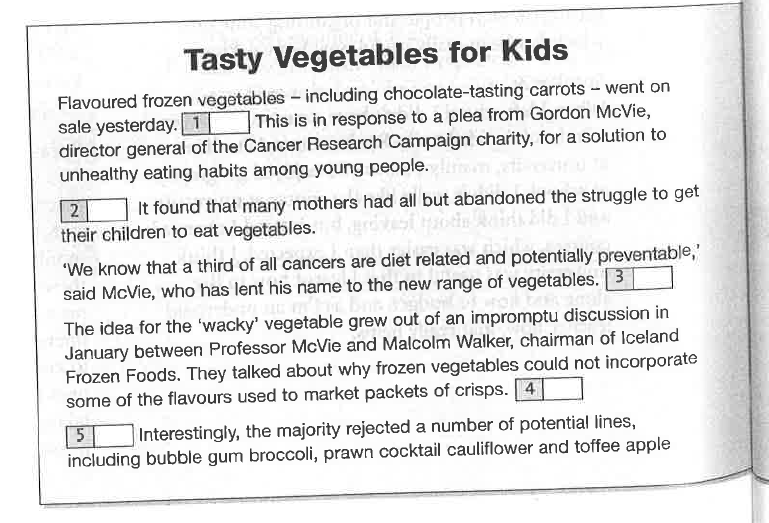 Tasty Vegetables for Kids
Flavoured frozen vegetables – including chocolate-tasting carrots – went on
sale yesterday. 1 This is in response to a plea from Gordon McVie,
director general of the Cancer Research Campaign charity, for a solution to
unhealthy eating habits among young people.
2 It found that many mothers had all but abandoned the struggle to get
their children to eat vegetables.
'We know that a third of all cancers are diet related and potentially preventable,'
said McVie, who has lent his name to the new range of vegetables. 3
The idea for the 'wacky' vegetable grew out of an impromptu discussion in
January between Professor McVie and Malcolm Walker, chairman of Iceland
Frozen Foods. They talked about why frozen vegetables could not incorporate
some of the flavours used to market packets of crisps. 4
5 Interestingly, the majority rejected a number of potential lines,
including bubble gum broccoli, prawn cocktail cauliflower and toffee apple